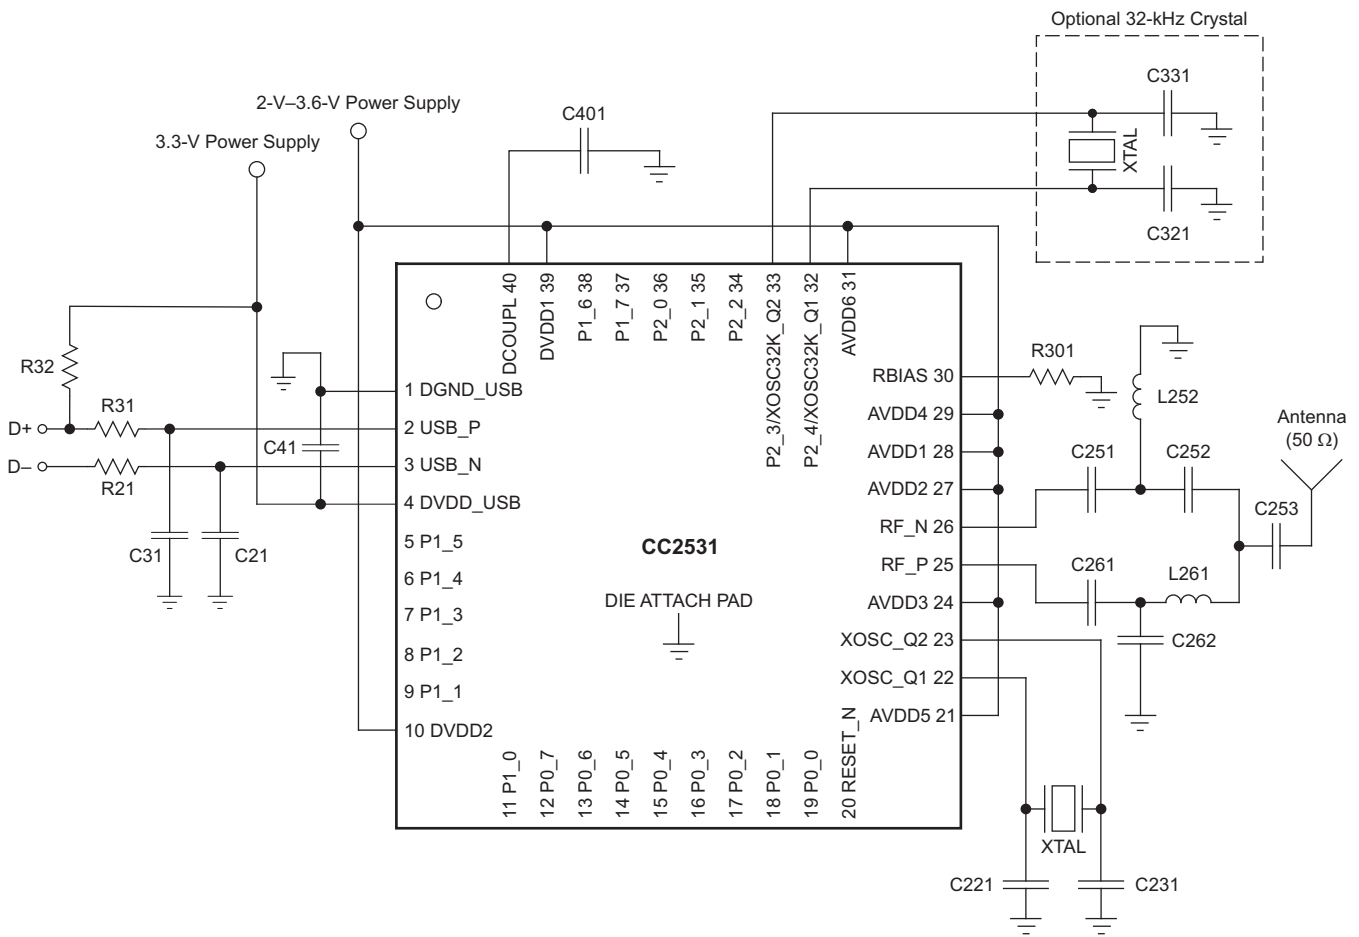 Optional 32-kHz Crystal
C331
XTAL
C321
2-V–3.6-V Power Supply
3.3-V Power Supply
C401
DCOUPL 40
DVDD1 39
P1_6 38
P1_7 37
P2_0 36
P2_1 35
P2_2 34
P2_3/XOSC32K_Q2 33
P2_4/XOSC32K_Q1 32
AVDD6 31
R32
R31
D+
D–
R21
C41
C31
C21
1 DGND_USB
2 USB_P
3 USB_N
4 DVDD_USB
5 P1_5
6 P1_4
7 P1_3
8 P1_2
9 P1_1
10 DVDD2
CC2531
DIE ATTACH PAD
RBIAS 30
AVDD4 29
AVDD1 28
AVDD2 27
RF_N 26
RF_P 25
AVDD3 24
XOSC_Q2 23
XOSC_Q1 22
AVDD5 21
11 P1_0
12 P0_7
13 P0_6
14 P0_5
15 P0_4
16 P0_3
17 P0_2
18 P0_1
19 P0_0
20 RESET_N
R301
L252
C251
C252
Antenna
(50 Ω)
C253
C261
L261
C262
XTAL
C221
C231